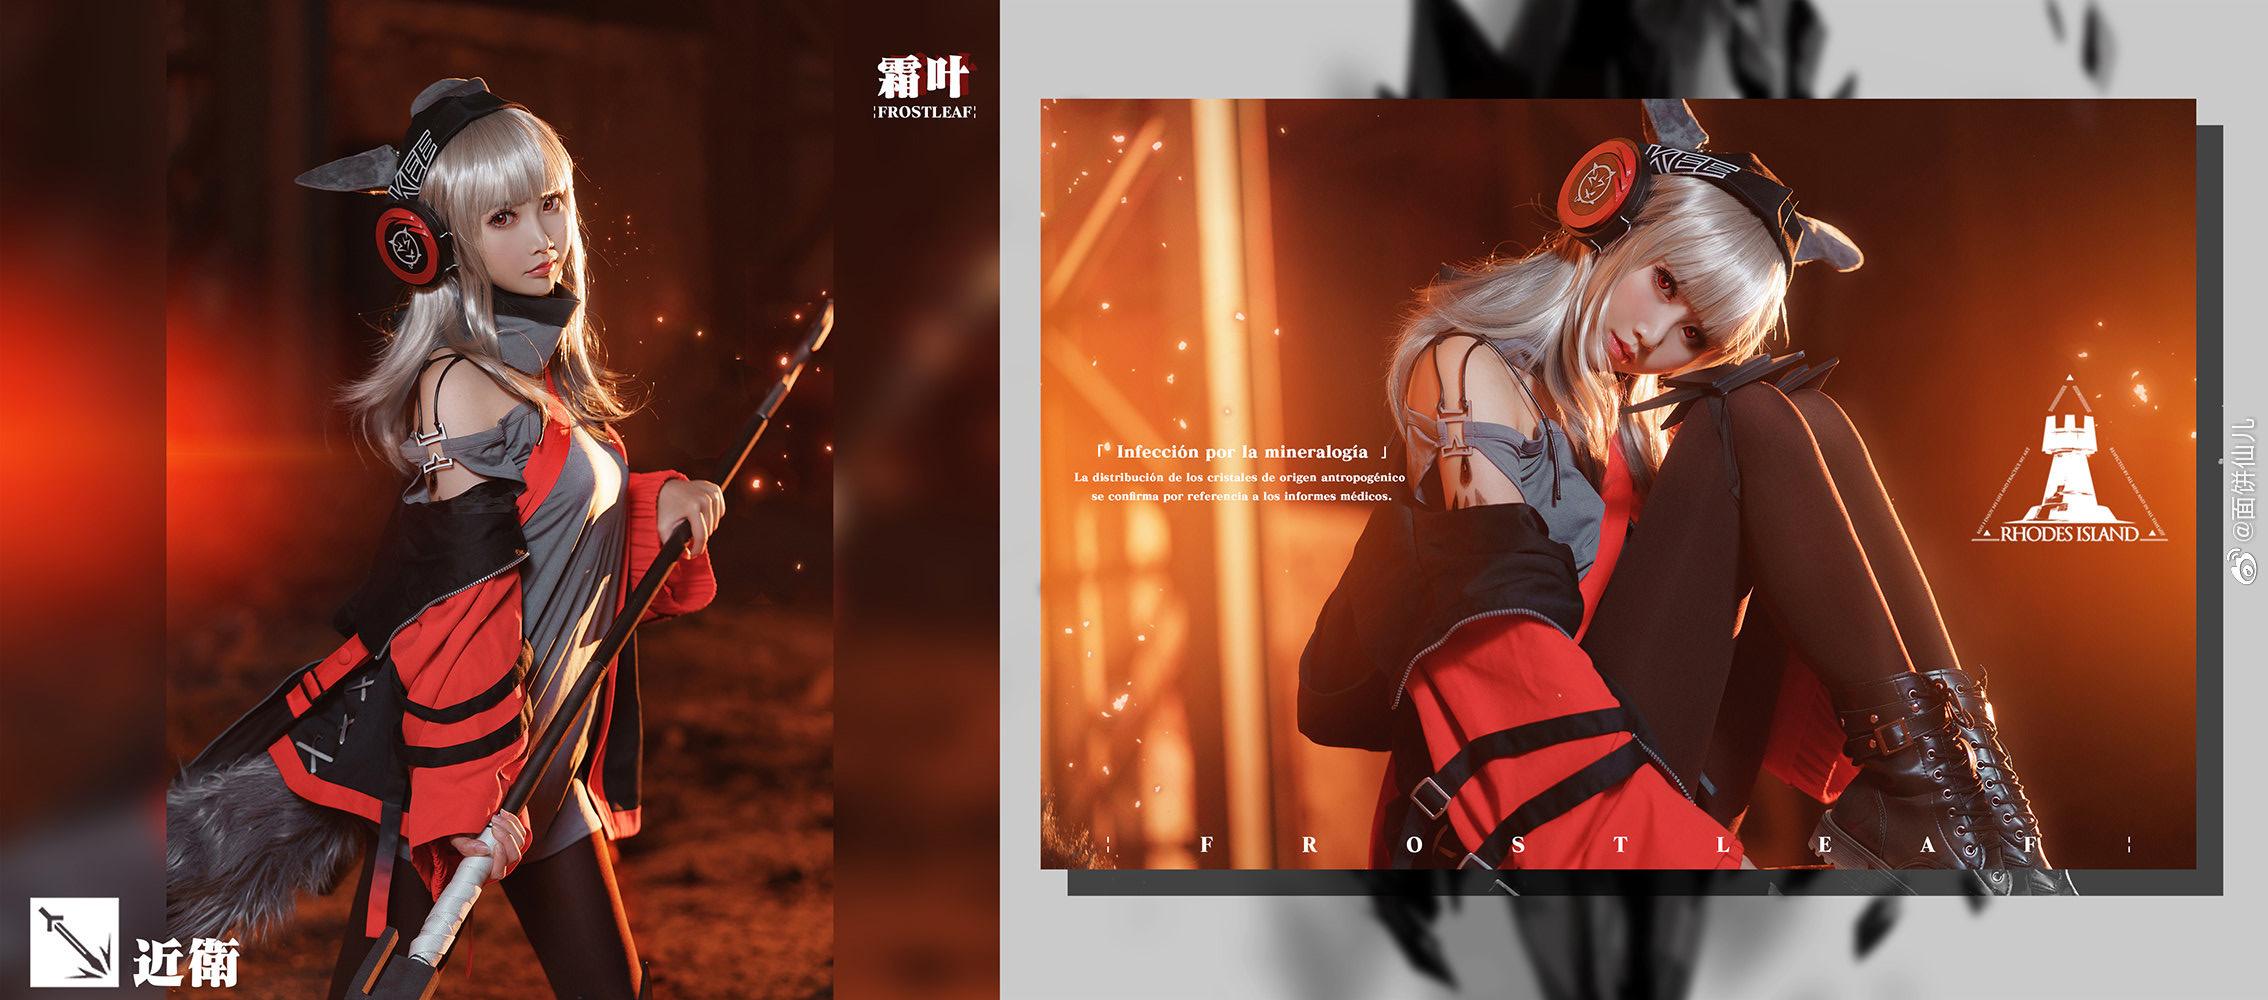 霜叶
¦FROSTLEAF¦
KEE
近衛
KEE
「 Infección por la mineralogía 」
La distribución de los cristales de origen antropogénico
se confirma por referencia a los informes médicos.
RHODES ISLAND
¦ F R O S T L E A F ¦
@面饼仙儿